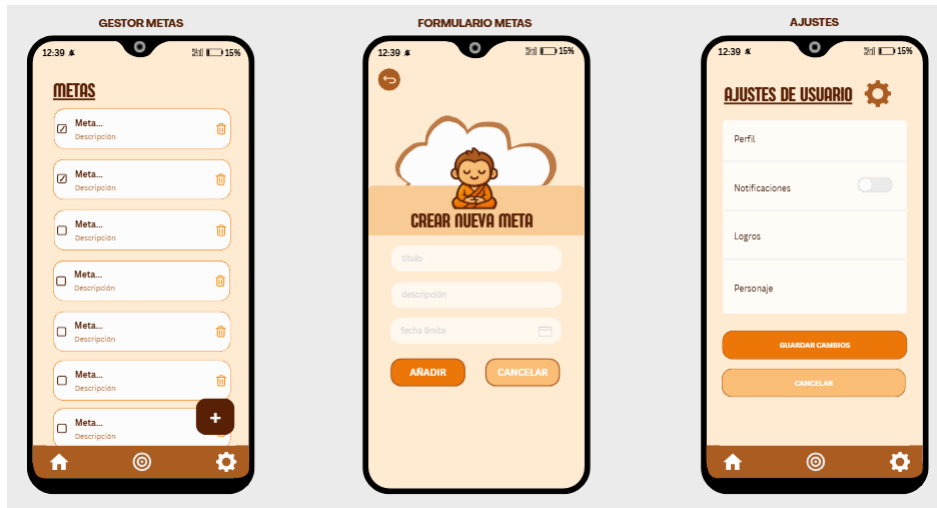 GESTOR METAS
12:39
15%
METAS
Meta...
Descripción
Meta...
Descripción
Meta...
Descripción
Meta...
Descripción
Meta...
Descripción
Meta...
Descripción
Meta...
Descripción
+
FORMULARIO METAS
12:39
15%
CREAR NUEVA META
título
descripción
fecha límite
AÑADIR
CANCELAR
AJUSTES
12:39
15%
AJUSTES DE USUARIO
Perfil
Notificaciones
Logros
Personaje
GUARDAR CAMBIOS
CANCELAR